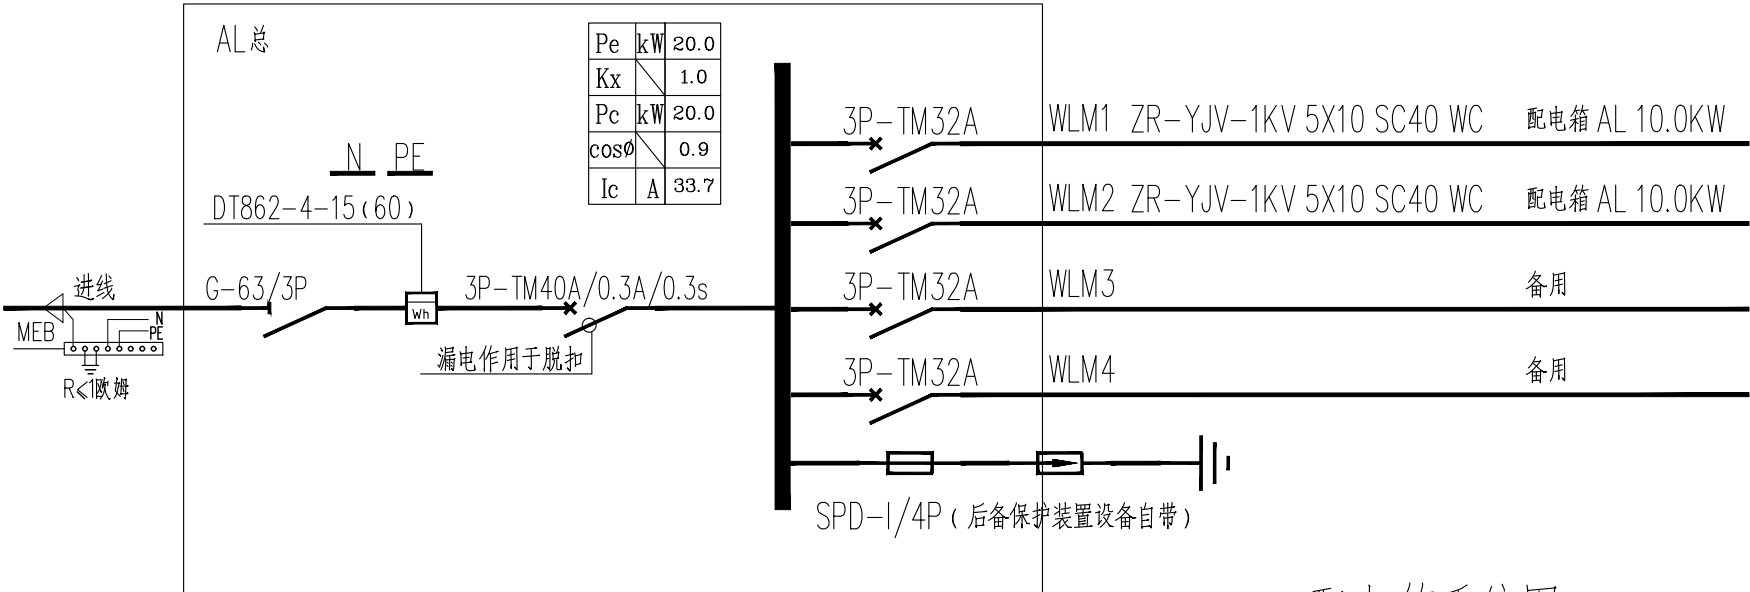 AL总
Pe kW 20.0
Kx 1.0
Pc kW 20.0
cosø 0.9
Ic A 33.7
N PE
DT862-4-15(60)
进线
G-63/3P
Wh
3P-TM40A/0.3A/0.3s
漏电作用于脱扣
MEB
N
PE
R≤1欧姆
3P-TM32A WLM1 ZR-YJV-1KV 5X10 SC40 WC 配电箱 AL 10.0KW
3P-TM32A WLM2 ZR-YJV-1KV 5X10 SC40 WC 配电箱 AL 10.0KW
3P-TM32A WLM3 备用
3P-TM32A WLM4 备用
SPD-I/4P(后备保护装置设备自带)